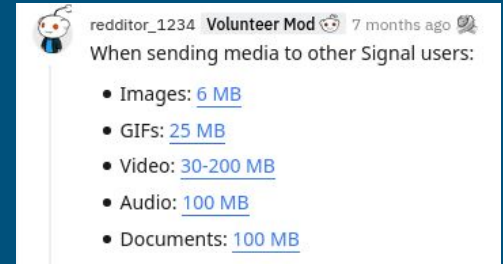 redditor_1234 Volunteer Mod 7 months ago
When sending media to other Signal users:
• Images: 6 MB
• GIFs: 25 MB
• Video: 30-200 MB
• Audio: 100 MB
• Documents: 100 MB